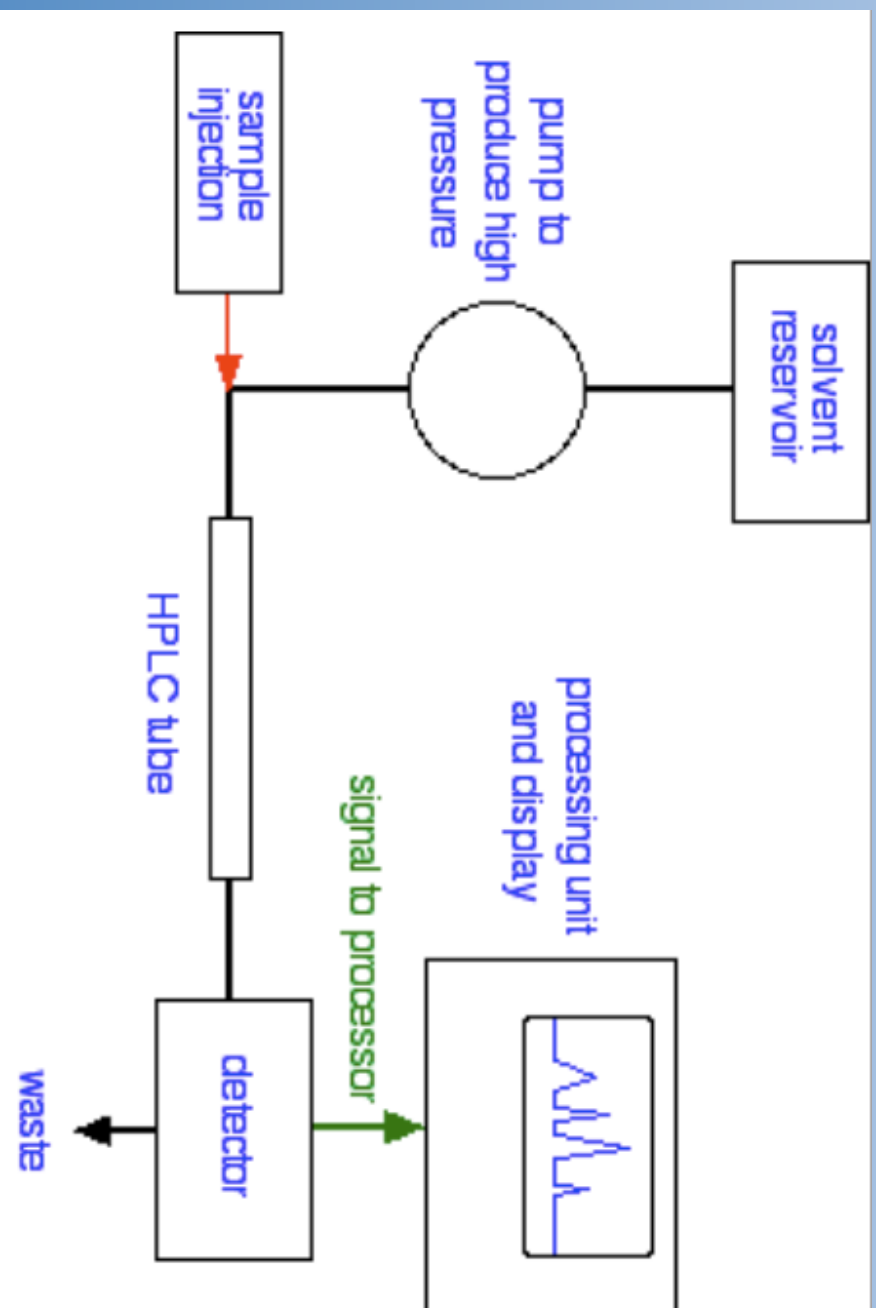 solvent
reservoir
pump to
produce high
pressure
sample
injection
HPLC tube
signal to processor
processing unit
and display
detector
waste